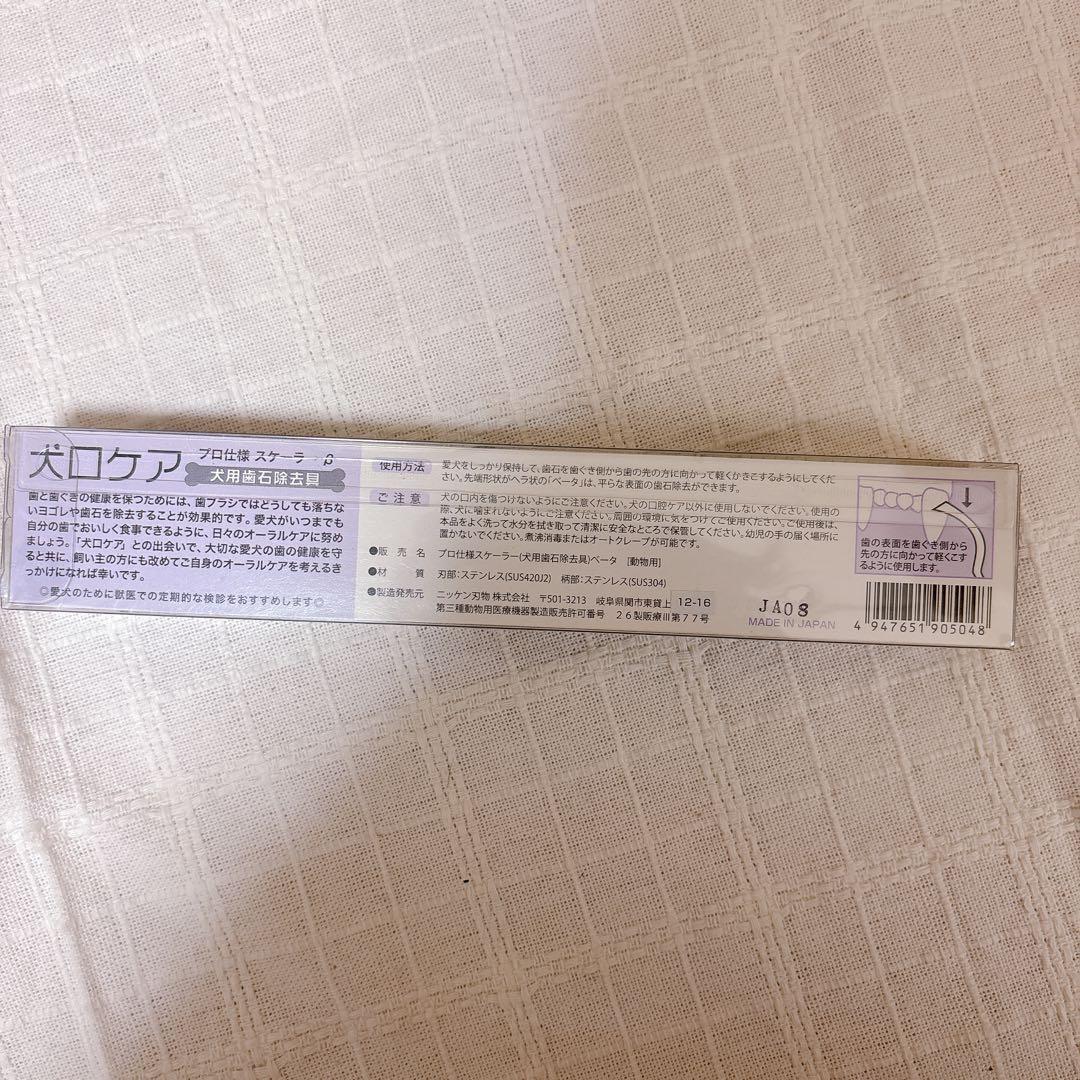 犬口ケア
プロ仕様 スケーラー β
犬用歯石除去具
歯と歯ぐきの健康を保つためには、歯ブラシではどうしても落ちな
いヨゴレや歯石を除去することが効果的です。愛犬がいつまでも
自分の歯でおいしく食事できるように、日々のオーラルケアに努め
ましょう。「犬口ケア」との出会いで、大切な愛犬の歯の健康を守
ると共に、飼い主の方にも改めてご自身のオーラルケアを考えるき
っかけになれば幸いです。
◎愛犬のために獣医での定期的な検診をおすすめします◎
使用方法
愛犬をしっかり保持して、歯石を歯ぐき側から歯の先の方に向かって軽くかきこするようにしてくだ
さい。先端形状がヘラ状の「ベータ」は、平らな表面の歯石除去ができます。
ご注意
犬の口内を傷つけないようにご注意ください。犬の口腔ケア以外に使用しないでください。使用の
際、犬に噛まれないようにご注意ください。周囲の環境に気をつけてご使用ください。ご使用後は、
本品をよく洗って水分を拭き取って清潔に安全なところで保管してください。幼児の手の届く場所に
置かないでください。煮沸消毒またはオートクレーブが可能です。
●販売名 プロ仕様スケーラー(犬用歯石除去具)ベータ [動物用]
●材質 刃部:ステンレス(SUS420J2) 柄部:ステンレス(SUS304)
●製造発売元 ニッケン刃物 株式会社 〒501-3213 岐阜県関市東貸上 12-16
第三種動物用医療機器製造販売許可番号 26製販療Ⅲ第77号
JA08
MADE IN JAPAN
歯の表面を歯ぐき側から
先の方に向かって軽くこす
るように使用します。
4 947651 905048